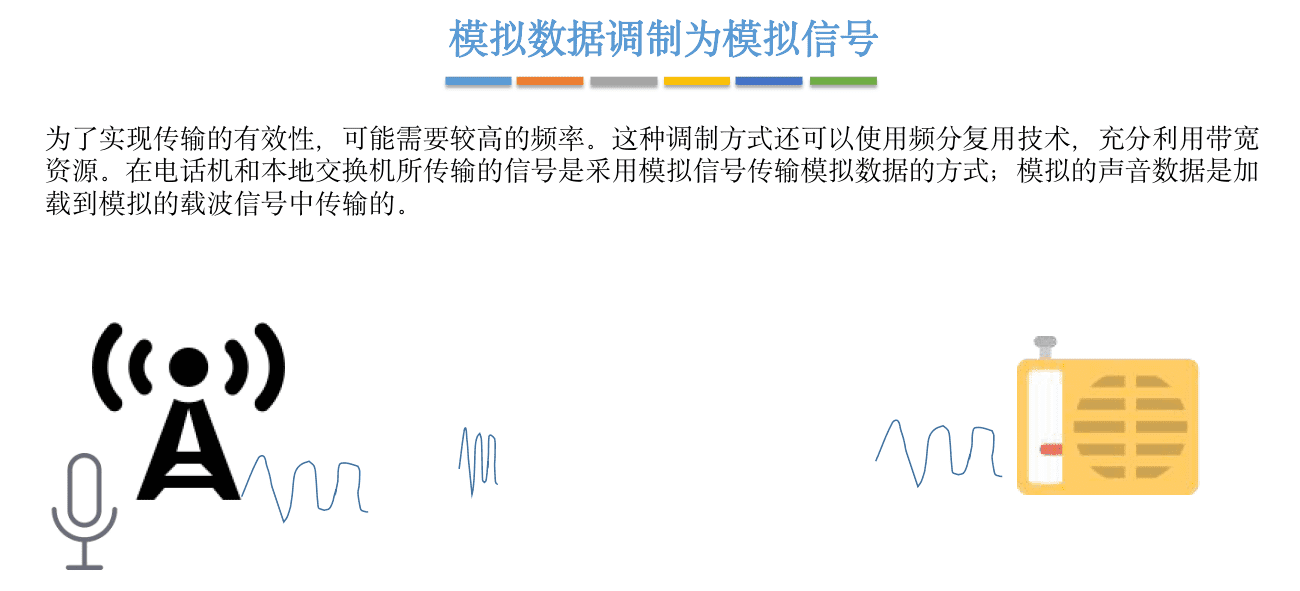 模拟数据调制为模拟信号
为了实现传输的有效性，可能需要较高的频率。这种调制方式还可以使用频分复用技术，充分利用带宽
资源。在电话机和本地交换机所传输的信号是采用模拟信号传输模拟数据的方式；模拟的声音数据是加
载到模拟的载波信号中传输的。